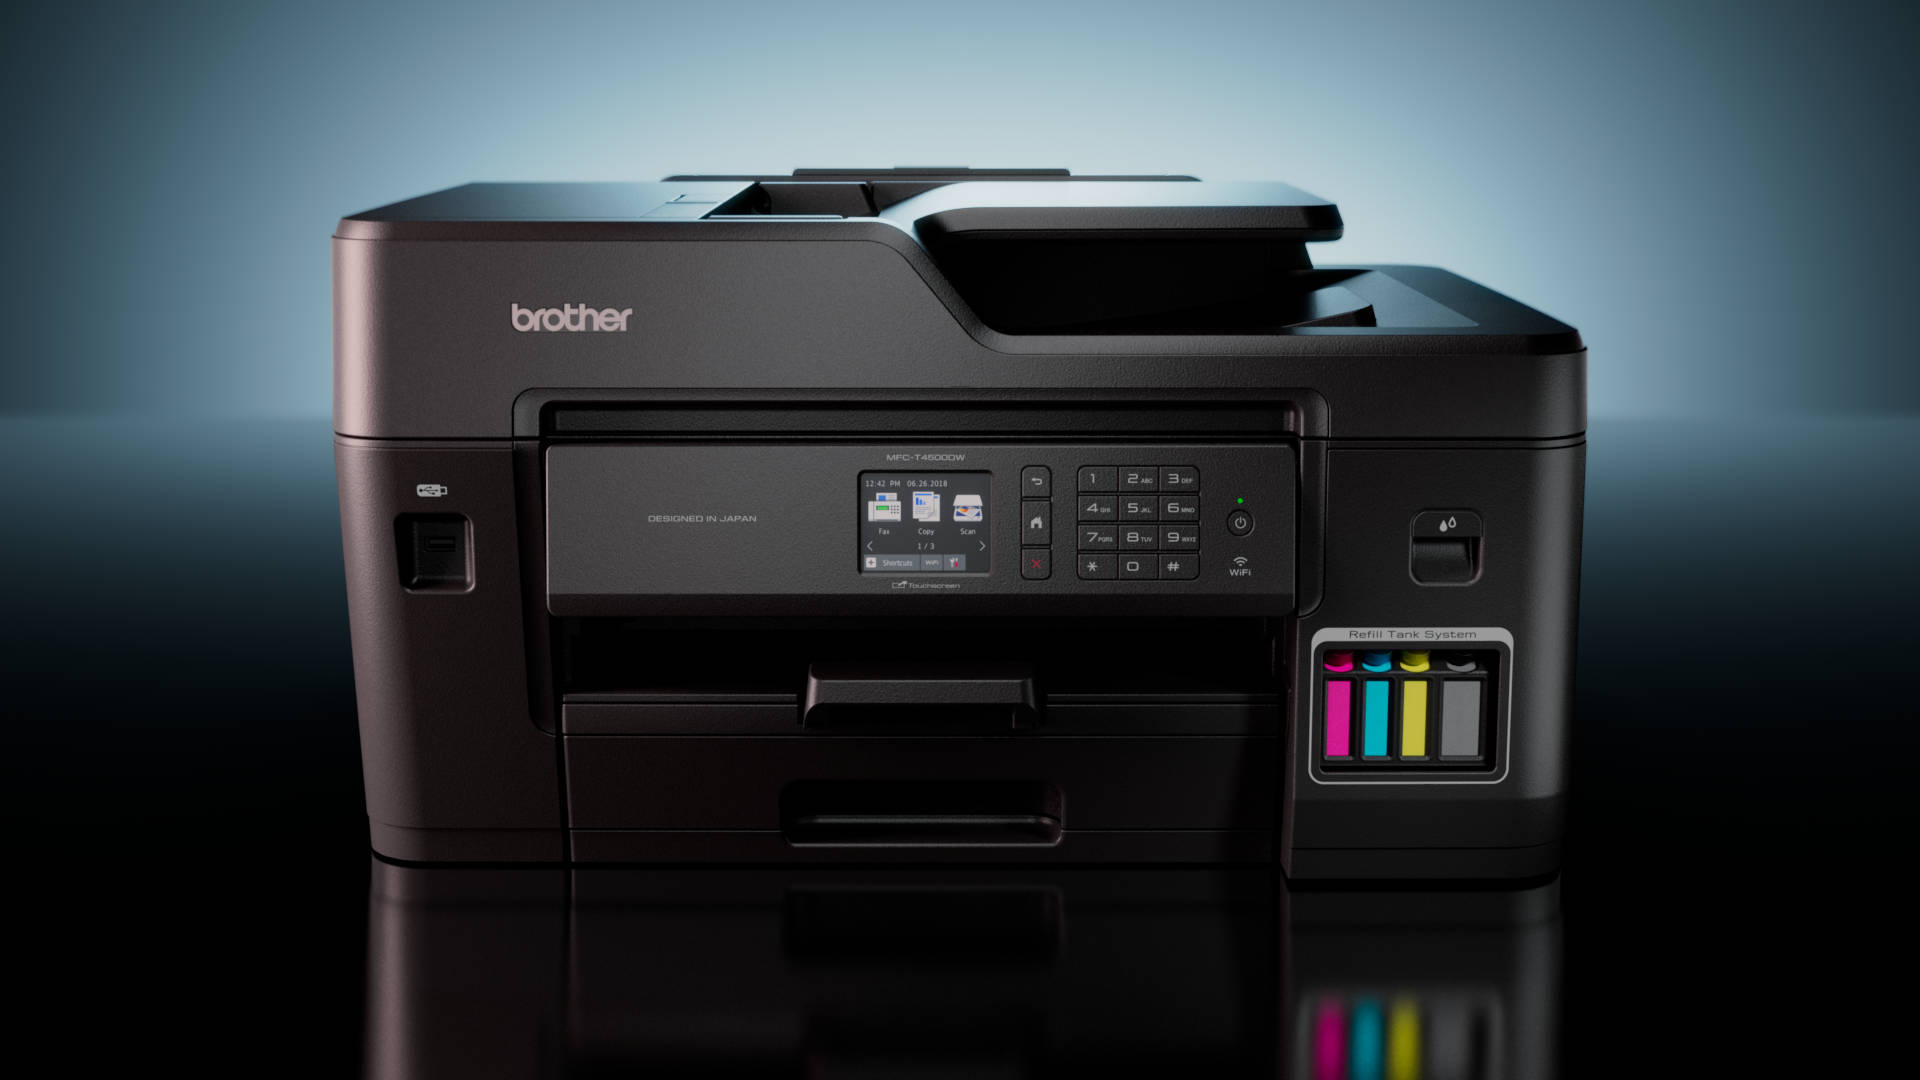 brother
MFC-T4500DW
DESIGNED IN JAPAN
12:42 PM 06.26.2018
Fax Copy Scan
< 1 / 3 >
Shortcuts WiFi
Touchscreen
1 2 ABC 3 DEF
4 GHI 5 JKL 6 MNO
7 PQRS 8 TUV 9 WXYZ
* 0 #
WiFi
Refill Tank System